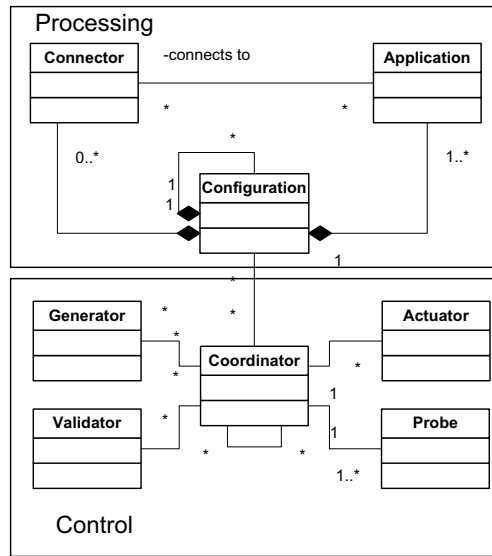 Processing
Connector
-connects to
Application
*
*
0..*
*
1..*
1
Configuration
1
1
*
*
Generator
*
Actuator
*
Coordinator
*
*
1
Validator
*
1
Probe
*
*
1..*
Control